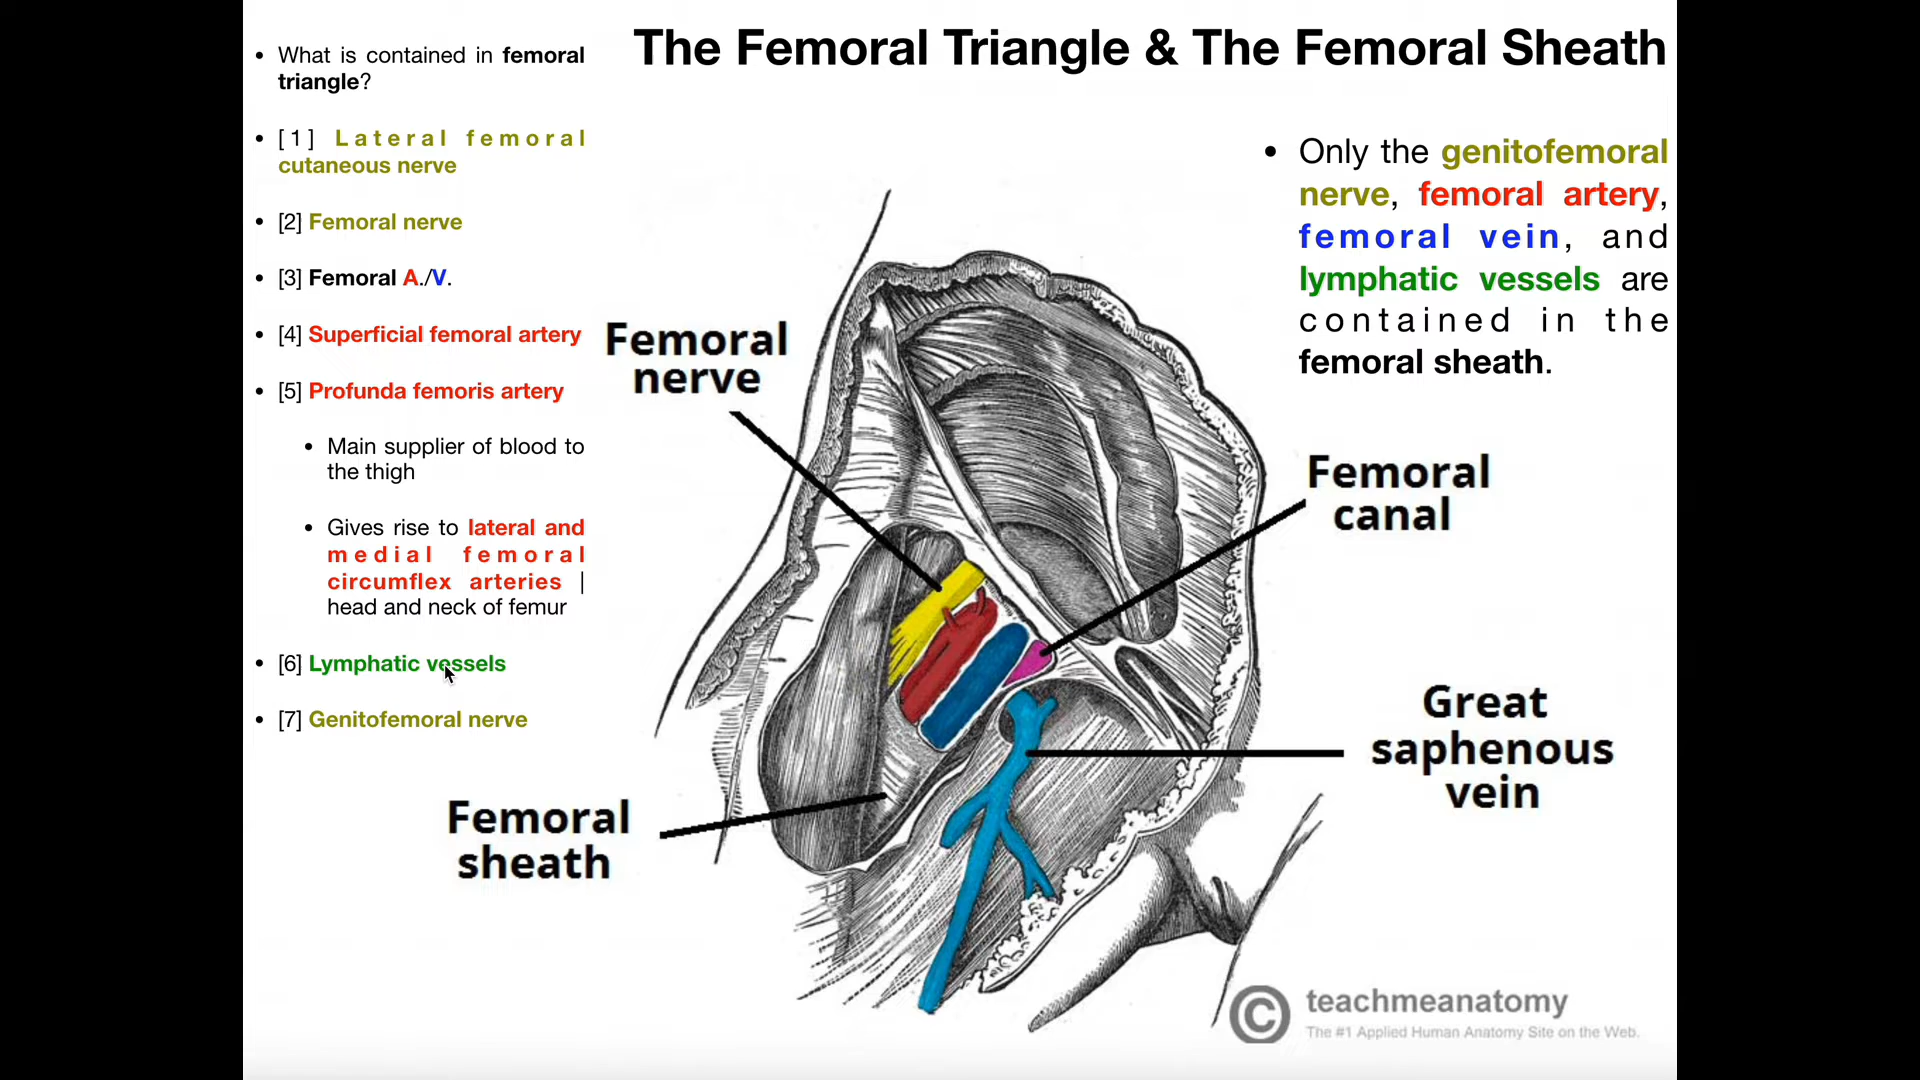 The Femoral Triangle & The Femoral Sheath
• What is contained in femoral
triangle?
• [1] Lateral femoral
cutaneous nerve
• [2] Femoral nerve
• [3] Femoral A./V.
• [4] Superficial femoral artery
• [5] Profunda femoris artery
• Main supplier of blood to
the thigh
• Gives rise to lateral and
medial femoral
circumflex arteries |
head and neck of femur
• [6] Lymphatic vessels
• [7] Genitofemoral nerve
• Only the genitofemoral
nerve, femoral artery,
femoral vein, and
lymphatic vessels are
contained in the
femoral sheath.
Femoral
nerve
Femoral
canal
Great
saphenous
vein
Femoral
sheath
© teachmeanatomy
The #1 Applied Human Anatomy Site on the Web.